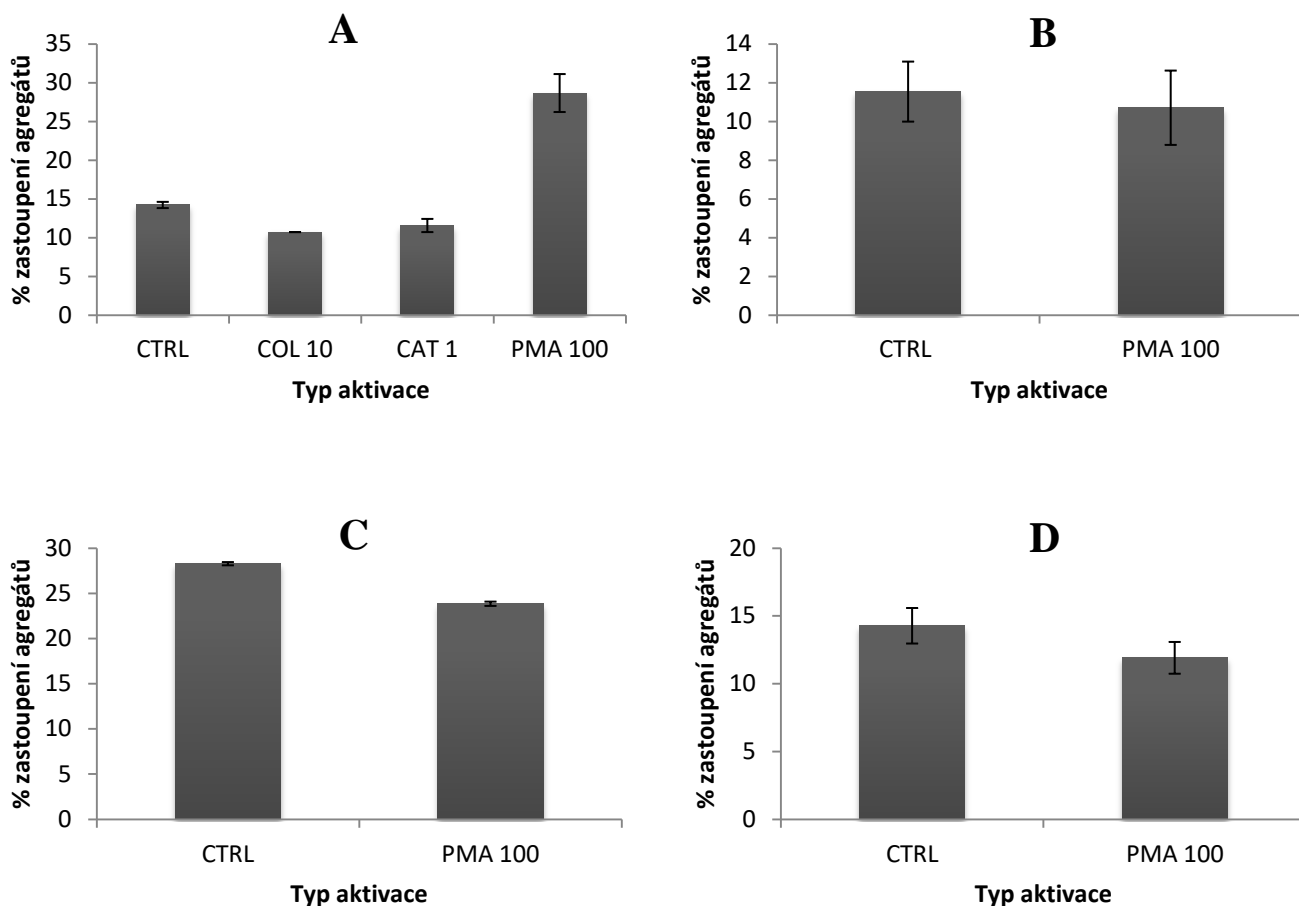 A
% zastoupení agregátů
35
30
25
20
15
10
5
0
CTRL COL 10 CAT 1 PMA 100
Typ aktivace
B
% zastoupení agregátů
14
12
10
8
6
4
2
0
CTRL PMA 100
Typ aktivace
C
% zastoupení agregátů
30
25
20
15
10
5
0
CTRL PMA 100
Typ aktivace
D
% zastoupení agregátů
20
15
10
5
0
CTRL PMA 100
Typ aktivace